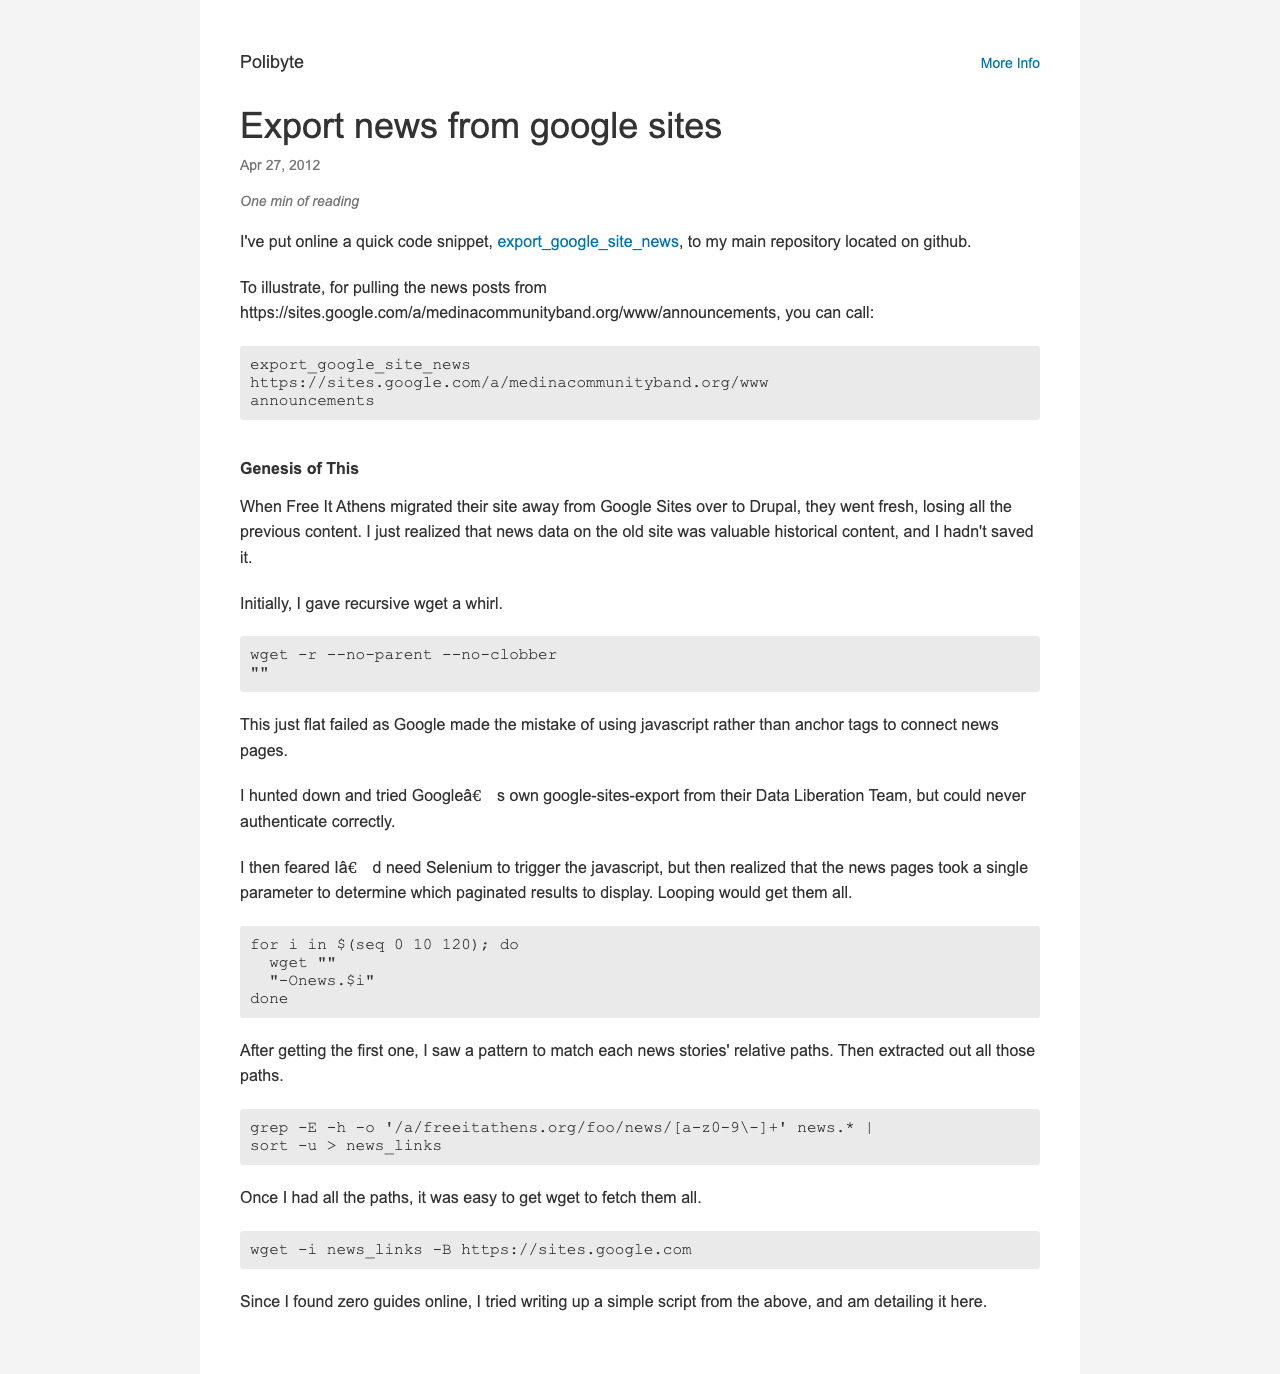 Polibyte
More Info
Export news from google sites
Apr 27, 2012
One min of reading
I've put online a quick code snippet, export_google_site_news, to my main repository located on github.
To illustrate, for pulling the news posts from
https://sites.google.com/a/medinacommunityband.org/www/announcements, you can call:
export_google_site_news
https://sites.google.com/a/medinacommunityband.org/www
announcements
Genesis of This
When Free It Athens migrated their site away from Google Sites over to Drupal, they went fresh, losing all the
previous content. I just realized that news data on the old site was valuable historical content, and I hadn't saved
it.
Initially, I gave recursive wget a whirl.
wget -r --no-parent --no-clobber
""
This just flat failed as Google made the mistake of using javascript rather than anchor tags to connect news
pages.
I hunted down and tried Googleâ€ s own google-sites-export from their Data Liberation Team, but could never
authenticate correctly.
I then feared Iâ€ d need Selenium to trigger the javascript, but then realized that the news pages took a single
parameter to determine which paginated results to display. Looping would get them all.
for i in $(seq 0 10 120); do
  wget ""
  "-Onews.$i"
done
After getting the first one, I saw a pattern to match each news stories' relative paths. Then extracted out all those
paths.
grep -E -h -o '/a/freeitathens.org/foo/news/[a-z0-9\-]+' news.* |
sort -u > news_links
Once I had all the paths, it was easy to get wget to fetch them all.
wget -i news_links -B https://sites.google.com
Since I found zero guides online, I tried writing up a simple script from the above, and am detailing it here.